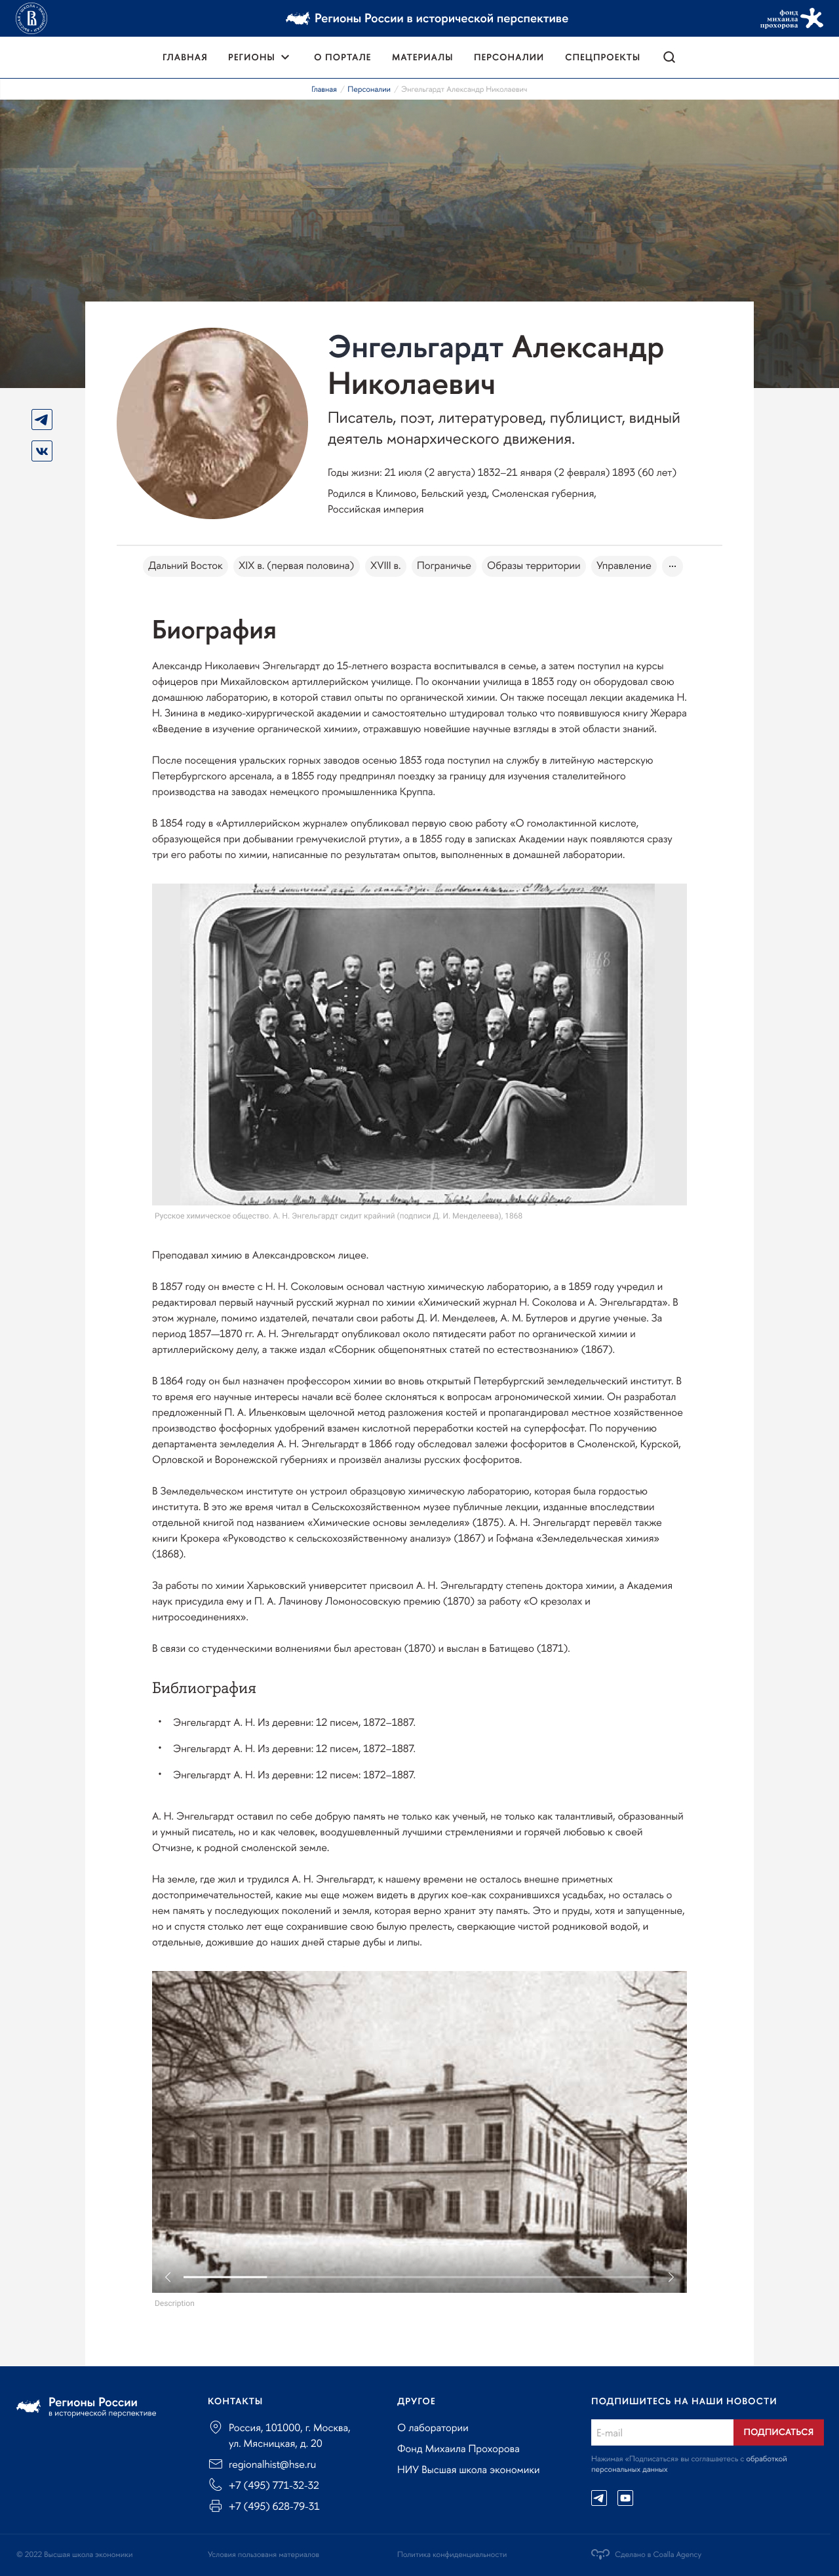 Регионы России в исторической перспективе
фонд
михаила
прохорова
ГЛАВНАЯ РЕГИОНЫ О ПОРТАЛЕ МАТЕРИАЛЫ ПЕРСОНАЛИИ СПЕЦПРОЕКТЫ
Главная / Персоналии / Энгельгардт Александр Николаевич
Энгельгардт Александр
Николаевич
Писатель, поэт, литературовед, публицист, видный
деятель монархического движения.
Годы жизни: 21 июля (2 августа) 1832–21 января (2 февраля) 1893 (60 лет)
Родился в Климово, Бельский уезд, Смоленская губерния,
Российская империя
Дальний Восток XIX в. (первая половина) XVIII в. Пограничье Образы территории Управление ...
Биография
Александр Николаевич Энгельгардт до 15-летнего возраста воспитывался в семье, а затем поступил на курсы
офицеров при Михайловском артиллерийском училище. По окончании училища в 1853 году он оборудовал свою
домашнюю лабораторию, в которой ставил опыты по органической химии. Он также посещал лекции академика Н.
Н. Зинина в медико-хирургической академии и самостоятельно штудировал только что появившуюся книгу Жерара
«Введение в изучение органической химии», отражавшую новейшие научные взгляды в этой области знаний.
После посещения уральских горных заводов осенью 1853 года поступил на службу в литейную мастерскую
Петербургского арсенала, а в 1855 году предпринял поездку за границу для изучения сталелитейного
производства на заводах немецкого промышленника Круппа.
В 1854 году в «Артиллерийском журнале» опубликовал первую свою работу «О гомолактинной кислоте,
образующейся при добывании гремучекислой ртути», а в 1855 году в записках Академии наук появляются сразу
три его работы по химии, написанные по результатам опытов, выполненных в домашней лаборатории.
Русское химическое общество. А. Н. Энгельгардт сидит крайний (подписи Д. И. Менделеева), 1868
Преподавал химию в Александровском лицее.
В 1857 году он вместе с Н. Н. Соколовым основал частную химическую лабораторию, а в 1859 году учредил и
редактировал первый научный русский журнал по химии «Химический журнал Н. Соколова и А. Энгельгардта». В
этом журнале, помимо издателей, печатали свои работы Д. И. Менделеев, А. М. Бутлеров и другие ученые. За
период 1857—1870 гг. А. Н. Энгельгардт опубликовал около пятидесяти работ по органической химии и
артиллерийскому делу, а также издал «Сборник общепонятных статей по естествознанию» (1867).
В 1864 году он был назначен профессором химии во вновь открытый Петербургский земледельческий институт. В
то время его научные интересы начали всё более склоняться к вопросам агрономической химии. Он разработал
предложенный П. А. Ильенковым щелочной метод разложения костей и пропагандировал местное хозяйственное
производство фосфорных удобрений взамен кислотной переработки костей на суперфосфат. По поручению
департамента земледелия А. Н. Энгельгардт в 1866 году обследовал залежи фосфоритов в Смоленской, Курской,
Орловской и Воронежской губерниях и произвёл анализы русских фосфоритов.
В Земледельческом институте он устроил образцовую химическую лабораторию, которая была гордостью
института. В это же время читал в Сельскохозяйственном музее публичные лекции, изданные впоследствии
отдельной книгой под названием «Химические основы земледелия» (1875). А. Н. Энгельгардт перевёл также
книги Крокера «Руководство к сельскохозяйственному анализу» (1867) и Гофмана «Земледельческая химия»
(1868).
За работы по химии Харьковский университет присвоил А. Н. Энгельгардту степень доктора химии, а Академия
наук присудила ему и П. А. Лачинову Ломоносовскую премию (1870) за работу «О крезолах и
нитросоединениях».
В связи со студенческими волнениями был арестован (1870) и выслан в Батищево (1871).
Библиография
• Энгельгардт А. Н. Из деревни: 12 писем, 1872–1887.
• Энгельгардт А. Н. Из деревни: 12 писем, 1872–1887.
• Энгельгардт А. Н. Из деревни: 12 писем: 1872–1887.
А. Н. Энгельгардт оставил по себе добрую память не только как ученый, не только как талантливый, образованный
и умный писатель, но и как человек, воодушевленный лучшими стремлениями и горячей любовью к своей
Отчизне, к родной смоленской земле.
На земле, где жил и трудился А. Н. Энгельгардт, к нашему времени не осталось внешне приметных
достопримечательностей, какие мы еще можем видеть в других кое-как сохранившихся усадьбах, но осталась о
нем память у последующих поколений и земля, которая верно хранит эту память. Это и пруды, хотя и запущенные,
но и спустя столько лет еще сохранившие свою былую прелесть, сверкающие чистой родниковой водой, и
отдельные, дожившие до наших дней старые дубы и липы.
Description
Регионы России
в исторической перспективе
КОНТАКТЫ
Россия, 101000, г. Москва,
ул. Мясницкая, д. 20
regionalhist@hse.ru
+7 (495) 771-32-32
+7 (495) 628-79-31
ДРУГОЕ
О лаборатории
Фонд Михаила Прохорова
НИУ Высшая школа экономики
ПОДПИШИТЕСЬ НА НАШИ НОВОСТИ
E-mail ПОДПИСАТЬСЯ
Нажимая «Подписаться» вы соглашаетесь с обработкой
персональных данных
© 2022 Высшая школа экономики Условия пользованя материалов Политика конфиденциальности Сделано в Coalla Agency